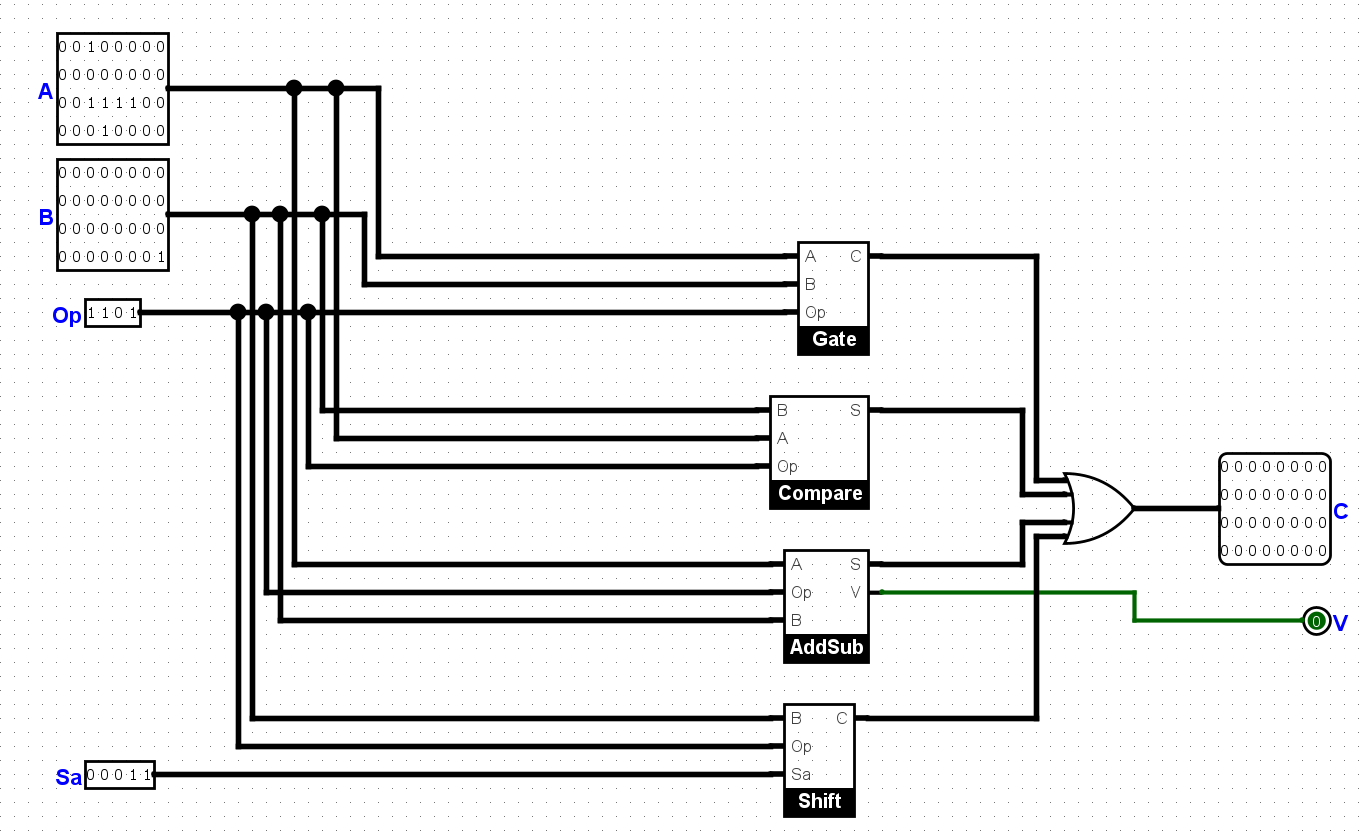 0 0 1 0 0 0 0 0
0 0 0 0 0 0 0 0
A
0 0 1 1 1 1 0 0
0 0 0 1 0 0 0 0
0 0 0 0 0 0 0 0
0 0 0 0 0 0 0 0
B
0 0 0 0 0 0 0 0
0 0 0 0 0 0 0 1
Op 1 1 0 1
A C
B
Op
Gate
B S
A
Op
Compare
0 0 0 0 0 0 0 0
0 0 0 0 0 0 0 0
C
0 0 0 0 0 0 0 0
0 0 0 0 0 0 0 0
A S
Op V
B
AddSub
0 V
B C
Op
Sa 0 0 0 1 1
Sa
Shift